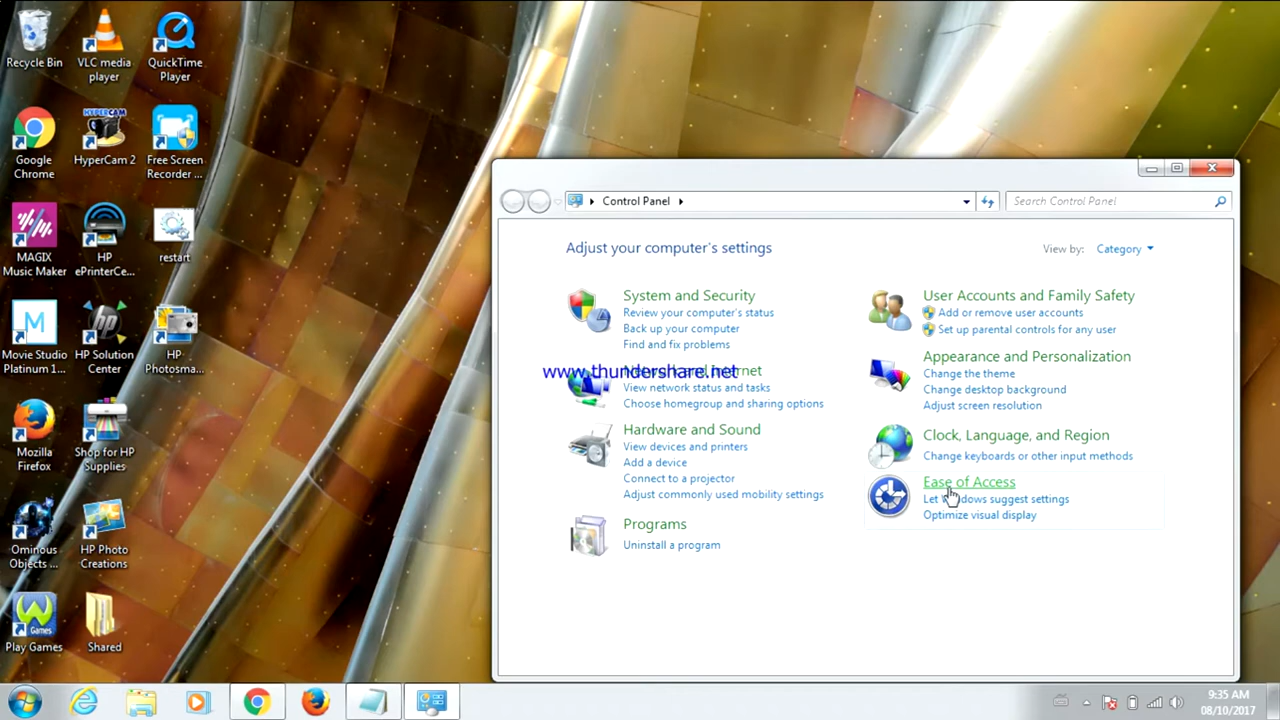 Recycle Bin
VLC media
player
QuickTime
Player
Google
Chrome
HYPERCAM
HyperCam 2
Free Screen
Recorder ...
MAGIX
Music Maker
HP
ePrinterCe...
restart
M
Movie Studio
Platinum 1...
HP Solution
Center
HP
Photosma...
Mozilla
Firefox
Shop for HP
Supplies
Ominous
Objects ...
HP Photo
Creations
Games
Play Games
Shared
Control Panel
Search Control Panel
Adjust your computer's settings
View by: Category
System and Security
Review your computer's status
Back up your computer
Find and fix problems
www.thundershare.net
View network status and tasks
Choose homegroup and sharing options
Hardware and Sound
View devices and printers
Add a device
Connect to a projector
Adjust commonly used mobility settings
Programs
Uninstall a program
User Accounts and Family Safety
Add or remove user accounts
Set up parental controls for any user
Appearance and Personalization
Change the theme
Change desktop background
Adjust screen resolution
Clock, Language, and Region
Change keyboards or other input methods
Ease of Access
Let Windows suggest settings
Optimize visual display
9:35 AM
08/10/2017